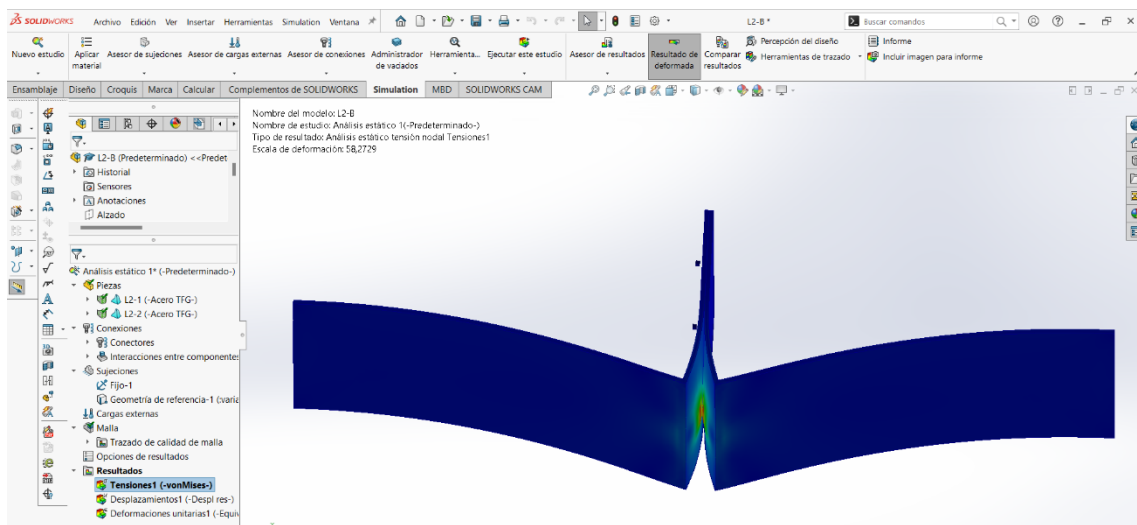 SOLIDWORKS Archivo Edición Ver Insertar Herramientas Simulation Ventana L2-B * Buscar comandos
Nuevo estudio Aplicar material Asesor de sujeciones Asesor de cargas externas Asesor de conexiones Administrador de vaciados Herramienta... Ejecutar este estudio Asesor de resultados Resultado de deformada Comparar resultados Percepción del diseño Informe
Herramientas de trazado Incluir imagen para informe
Ensamblaje Diseño Croquis Marca Calcular Complementos de SOLIDWORKS Simulation MBD SOLIDWORKS CAM
Nombre del modelo: L2-B
Nombre de estudio: Análisis estático 1(-Predeterminado-)
Tipo de resultado: Análisis estático tensión nodal Tensiones1
Escala de deformación: 58,2729
L2-B (Predeterminado) <<Predet
Historial
Sensores
Anotaciones
Alzado
Análisis estático 1* (-Predeterminado-)
Piezas
L2-1 (-Acero TFG-)
L2-2 (-Acero TFG-)
Conexiones
Conectores
Interacciones entre componentes
Sujeciones
Fijo-1
Geometría de referencia-1 (:varia
Cargas externas
Malla
Trazado de calidad de malla
Opciones de resultados
Resultados
Tensiones1 (-vonMises-)
Desplazamientos1 (-Despl res-)
Deformaciones unitarias1 (-Equiv